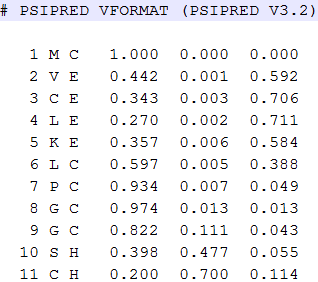 # PSIPRED VFORMAT (PSIPRED V3.2)
1 M C 1.000 0.000 0.000
2 V E 0.442 0.001 0.592
3 C E 0.343 0.003 0.706
4 L E 0.270 0.002 0.711
5 K E 0.357 0.006 0.584
6 L C 0.597 0.005 0.388
7 P C 0.934 0.007 0.049
8 G C 0.974 0.013 0.013
9 G C 0.822 0.111 0.043
10 S H 0.398 0.477 0.055
11 C H 0.200 0.700 0.114